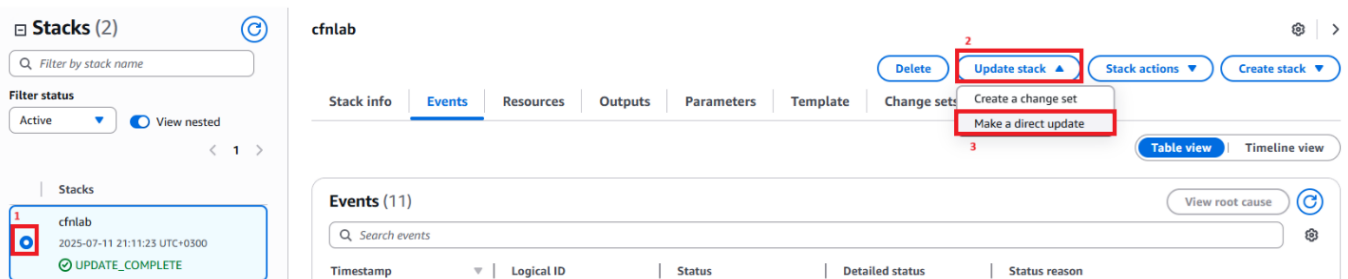 Stacks (2)
Filter by stack name
Filter status
Active
View nested
1
Stacks
1
cfnlab
2025-07-11 21:11:23 UTC+0300
UPDATE_COMPLETE
cfnlab
2
Delete
Update stack
Stack actions
Create stack
Stack info
Events
Resources
Outputs
Parameters
Template
Change sets
Create a change set
Make a direct update
3
Table view
Timeline view
Events (11)
View root cause
Search events
Timestamp
Logical ID
Status
Detailed status
Status reason